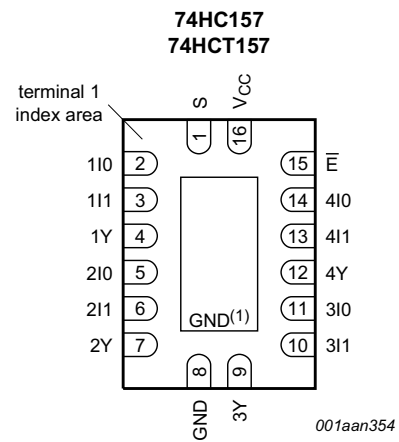 74HC157
74HCT157
terminal 1
index area
S
VCC
1
16
1I0
2
15
E̅
1I1
3
14
4I0
1Y
4
13
4I1
2I0
5
12
4Y
2I1
6
11
3I0
2Y
7
10
3I1
GND(1)
8
9
GND
3Y
001aan354